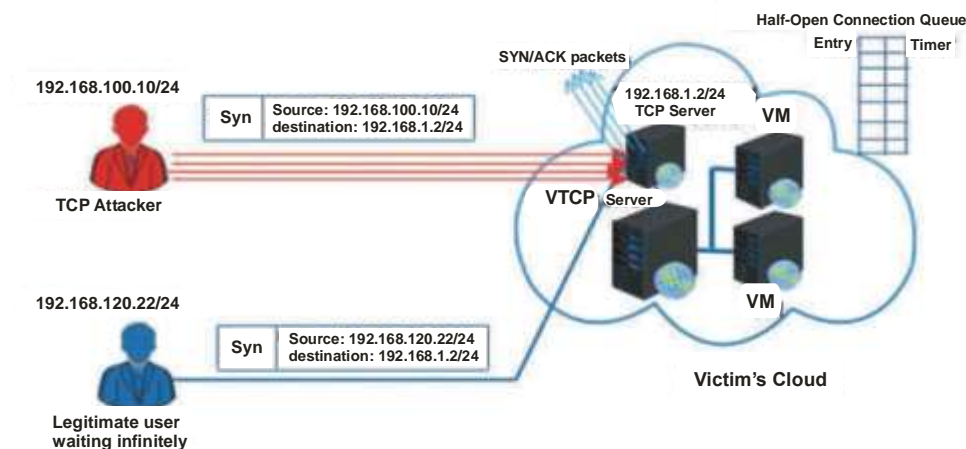 Half-Open Connection Queue
Entry Timer
SYN/ACK packets
192.168.100.10/24
Syn
Source: 192.168.100.10/24
destination: 192.168.1.2/24
192.168.1.2/24
TCP Server
VM
TCP Attacker
VTCP Server
192.168.120.22/24
Syn
Source: 192.168.120.22/24
destination: 192.168.1.2/24
VM
Victim's Cloud
Legitimate user
waiting infinitely